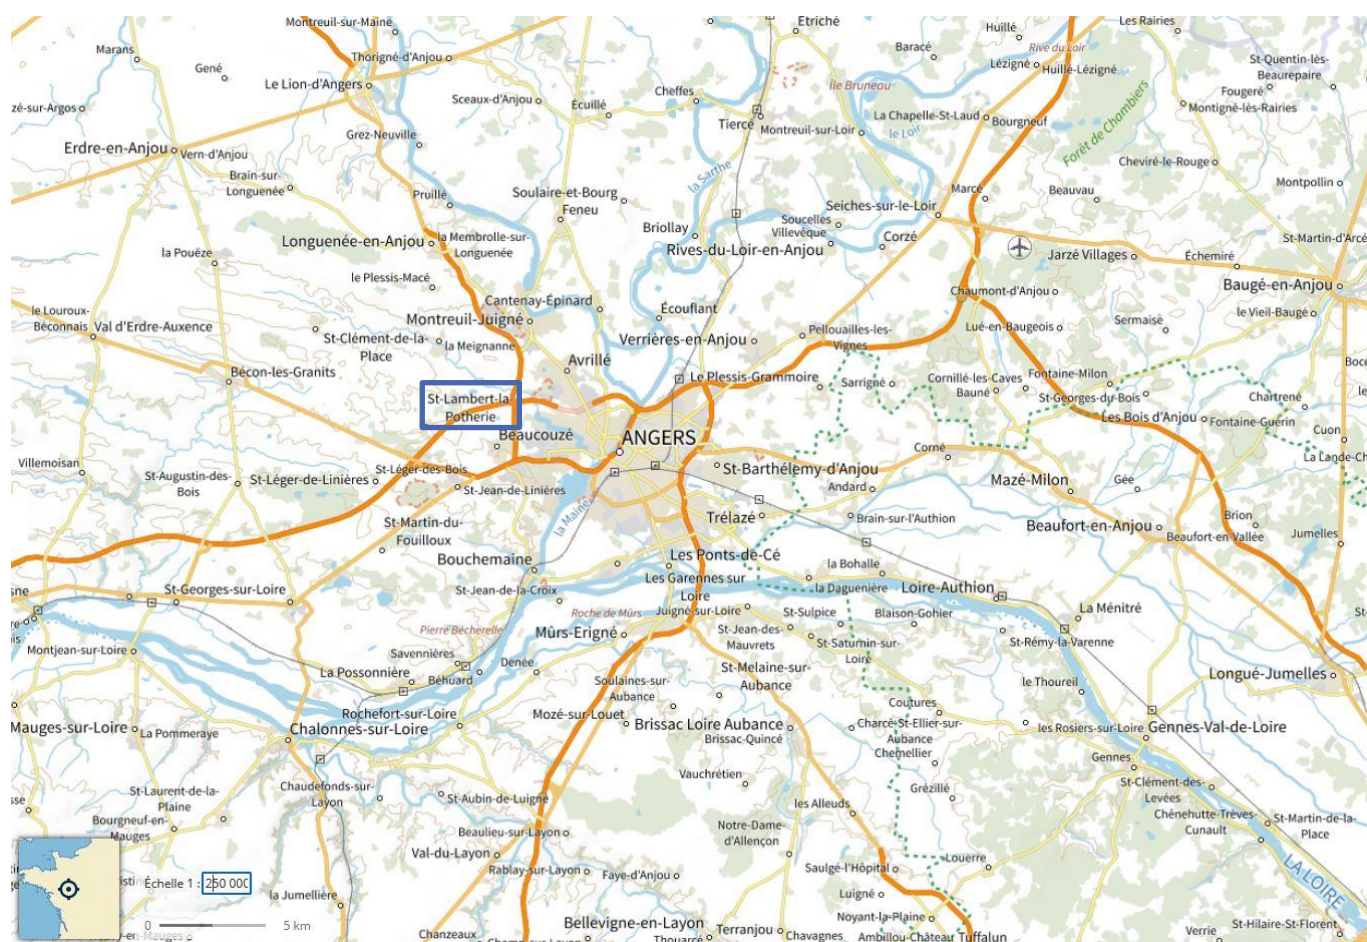 Montreuil-sur-Maine
Étriché
Huillé
Les Rairies
Marans
Gené
Thorigné-d'Anjou
Baracé
Rive du Loir
Lézigné
Huillé-Lézigné
St-Quentin-lès-
Beaurepaire
Le Lion-d'Angers
Cheffes
Île Bruneau
Fougeré
zé-sur-Argos
Sceaux-d'Anjou
Écuillé
Tiercé
Montreuil-sur-Loir
La Chapelle-St-Laud
Bourgneuf
Montigné-lès-Rairies
Grez-Neuville
le Loir
Forêt de Chambiers
Erdre-en-Anjou
Vern-d'Anjou
Cheviré-le-Rouge
Brain-sur-
Longuenée
la Sarthe
Pruillé
Soulaire-et-Bourg
Feneu
Marcé
Beauvau
Montpollin
Seiches-sur-le-Loir
Briollay
Soucelles
Villevêque
Longuenée-en-Anjou
la Membrolle-sur-
Longuenée
Rives-du-Loir-en-Anjou
Corzé
St-Martin-d'Arcé
la Pouëze
Jarzé Villages
Échemiré
le Plessis-Macé
Chaumont-d'Anjou
Baugé-en-Anjou
Cantenay-Épinard
le Louroux-
Béconnais
Val d'Erdre-Auxence
Montreuil-Juigné
Écouflant
le Vieil-Baugé
St-Clément-de-la-
Place
la Meignanne
Verrières-en-Anjou
Pellouailles-les-
Vignes
Lué-en-Baugeois
Sermaise
Avrillé
Boc
Bécon-les-Granits
Le Plessis-Grammoire
Sarrigné
Cornillé-les-Caves
Bauné
Fontaine-Milon
St-Georges-du-Bois
Chartrené
St-Lambert-la-
Potherie
Les Bois d'Anjou
Fontaine-Guérin
Beaucouzé
ANGERS
Cuon
Corné
La Lande-Ch
Villemoisan
St-Augustin-des-
Bois
St-Léger-de-Linières
St-Léger-des-Bois
St-Jean-de-Linières
St-Barthélemy-d'Anjou
Andard
Mazé-Milon
Gée
la Maine
Trélazé
Brain-sur-l'Authion
Beaufort-en-Anjou
Brion
Beaufort-en-Vallée
Jumelles
St-Martin-du-
Fouilloux
Bouchemaine
Les Ponts-de-Cé
la Bohalle
St-Georges-sur-Loire
St-Jean-de-la-Croix
Les Garennes sur
Loire
la Daguenière
Loire-Authion
Roche de Mûrs
Juigné-sur-Loire
St-Sulpice
Blaison-Gohier
La Ménitré
Pierre Bécherelle
Mûrs-Erigné
St-Jean-des-
Mauvrets
St-Saturnin-sur-
Loire
St-Rémy-la-Varenne
Montjean-sur-Loire
Savennières
Denée
St-Melaine-sur-
Aubance
La Possonnière
Béhuard
Longué-Jumelles
Soulaines-sur-
Aubance
le Thoureil
Rochefort-sur-Loire
Mozé-sur-Louet
Coutures
Mauges-sur-Loire
La Pommeraye
Chalonnes-sur-Loire
Brissac Loire Aubance
Brissac-Quincé
Charcé-St-Ellier-sur-
Aubance
Chemellier
les Rosiers-sur-Loire
Gennes-Val-de-Loire
Gennes
St-Laurent-de-la-
Plaine
Chaudefonds-sur-
Layon
St-Aubin-de-Luigné
Vauchrétien
Grézillé
St-Clément-des-
Levées
Bourgneuf-en-
Mauges
les Alleuds
Chênehutte-Trèves-
Cunault
St-Martin-de-la-
Place
Beaulieu-sur-Layon
Notre-Dame-
d'Allençon
Val-du-Layon
Rablay-sur-Layon
Faye-d'Anjou
Saulgé-l'Hôpital
Louerre
LA LOIRE
Échelle 1 : 250 000
la Jumellière
Luigné
0 5 km
Noyant-la-Plaine
Bellevigne-en-Layon
Terranjou
Chavagnes
Ambillou-Château
Tuffalun
St-Hilaire-St-Florent
Verrie
Chanzeaux
Thouarcé